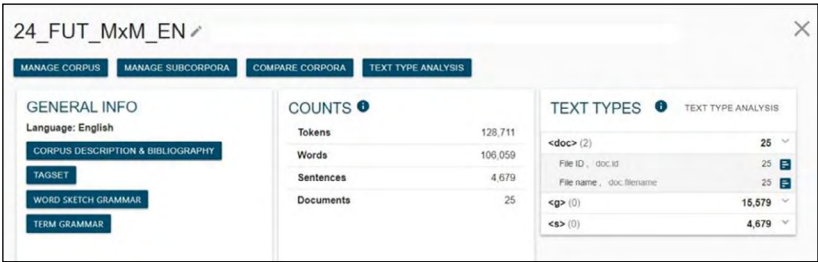 24_FUT_MxM_EN
MANAGE CORPUS MANAGE SUBCORPORA COMPARE CORPORA TEXT TYPE ANALYSIS
GENERAL INFO
Language: English
CORPUS DESCRIPTION & BIBLIOGRAPHY
TAGSET
WORD SKETCH GRAMMAR
TERM GRAMMAR
COUNTS
Tokens 128,711
Words 106,059
Sentences 4,679
Documents 25
TEXT TYPES TEXT TYPE ANALYSIS
<doc> (2) 25
File ID , doc.id 25
File name , doc.filename 25
<g> (0) 15,579
<s> (0) 4,679